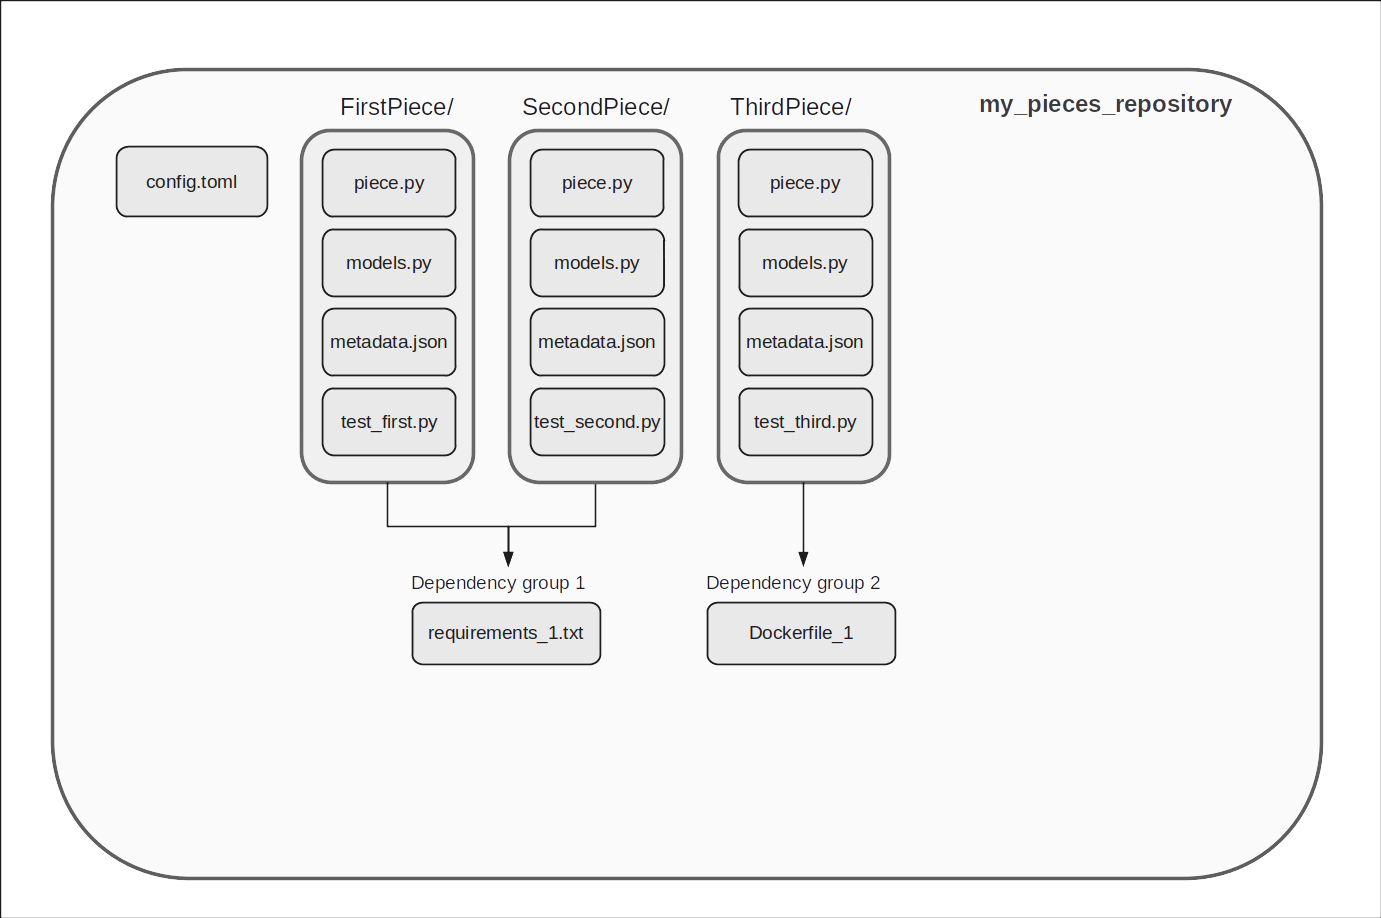 my_pieces_repository
config.toml
FirstPiece/
piece.py
models.py
metadata.json
test_first.py
SecondPiece/
piece.py
models.py
metadata.json
test_second.py
ThirdPiece/
piece.py
models.py
metadata.json
test_third.py
Dependency group 1
requirements_1.txt
Dependency group 2
Dockerfile_1